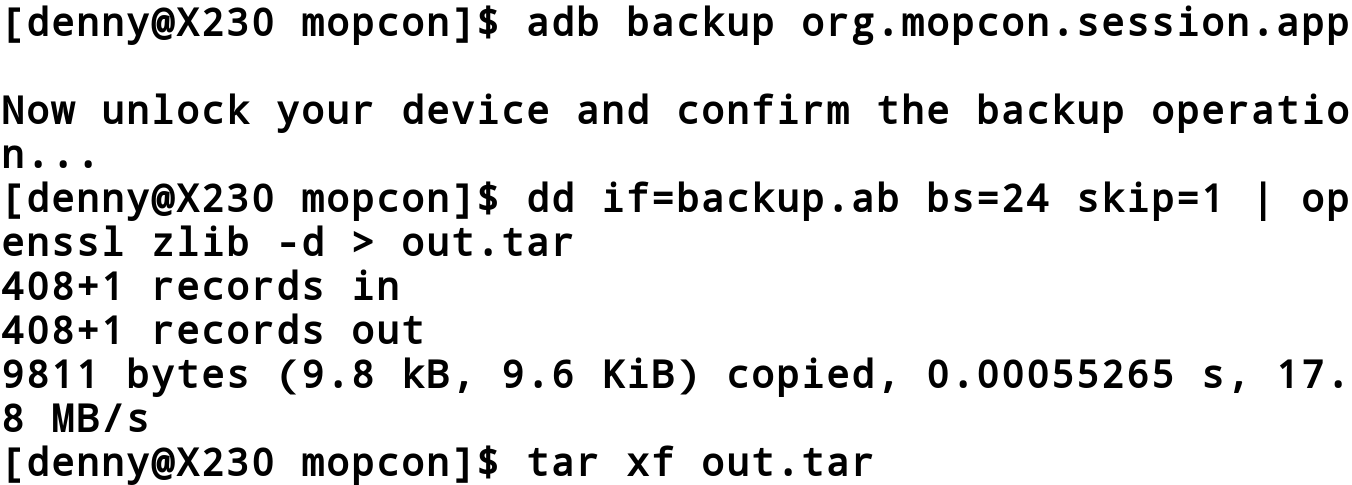 [denny@X230 mopcon]$ adb backup org.mopcon.session.app

Now unlock your device and confirm the backup operatio
n...
[denny@X230 mopcon]$ dd if=backup.ab bs=24 skip=1 | op
enssl zlib -d > out.tar
408+1 records in
408+1 records out
9811 bytes (9.8 kB, 9.6 KiB) copied, 0.00055265 s, 17.
8 MB/s
[denny@X230 mopcon]$ tar xf out.tar